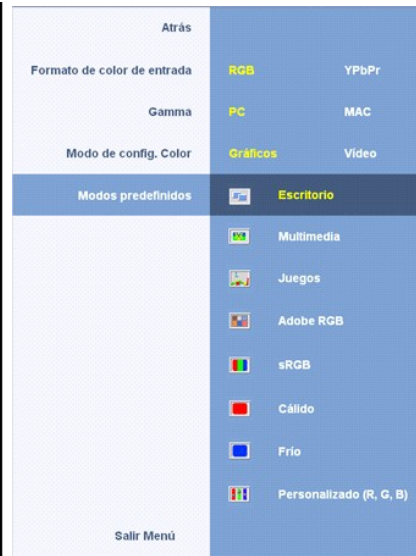 Atrás
Formato de color de entrada RGB YPbPr
Gamma PC MAC
Modo de config. Color Gráficos Vídeo
Modos predefinidos Escritorio
Multimedia
Juegos
Adobe RGB
sRGB
Cálido
Frío
Personalizado (R, G, B)
Salir Menú